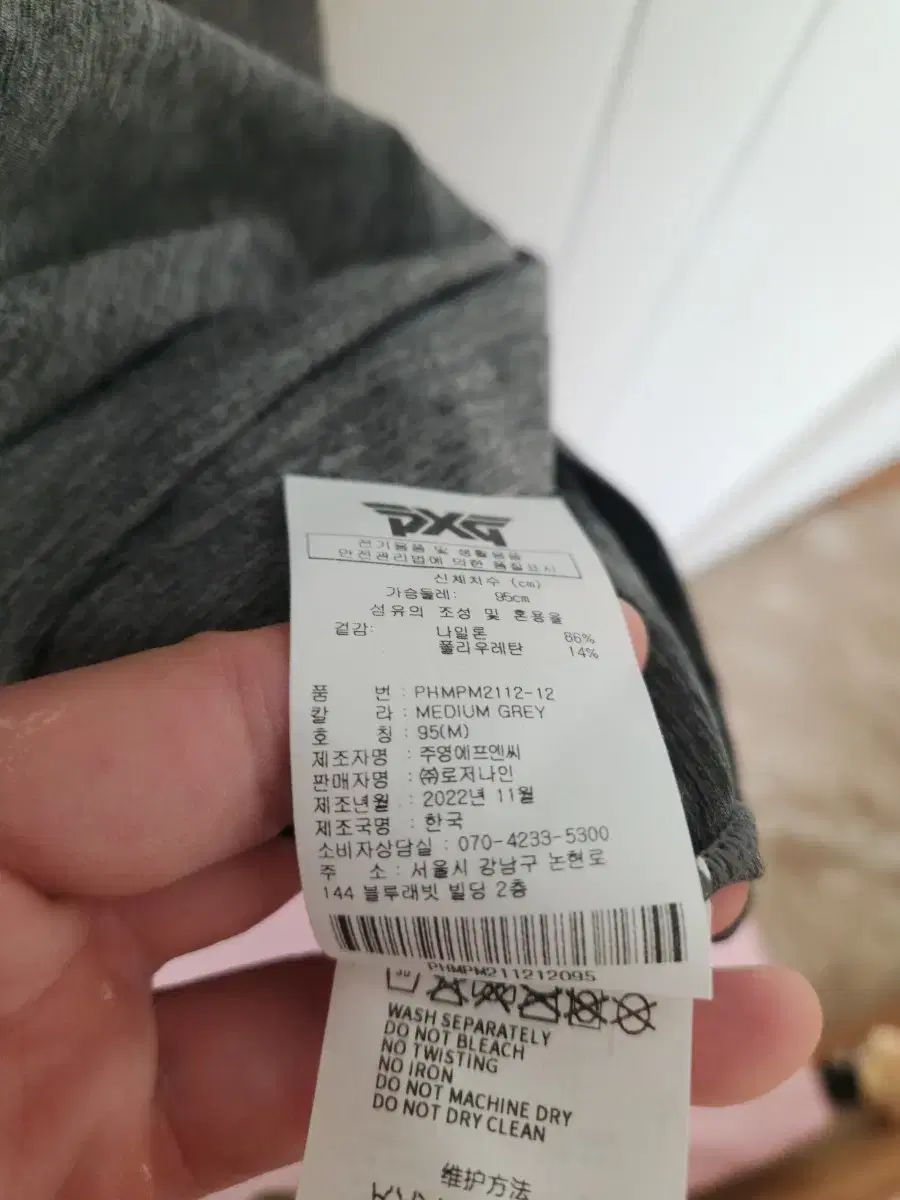 PXG
전기용품 및 생활용품
안전관리법에 의한 품질표시
신체치수 (cm)
가슴둘레: 95cm
섬유의 조성 및 혼용율
겉감: 나일론 86%
폴리우레탄 14%
품 번 : PHMPM2112-12
칼 라 : MEDIUM GREY
호 칭 : 95(M)
제조자명 : 주영에프엔씨
판매자명 : ㈜로저나인
제조년월 : 2022년 11월
제조국명 : 한국
소비자상담실 : 070-4233-5300
주 소 : 서울시 강남구 논현로
144 블루래빗 빌딩 2층
PHMPM211212095
WASH SEPARATELY
DO NOT BLEACH
NO TWISTING
NO IRON
DO NOT MACHINE DRY
DO NOT DRY CLEAN
维护方法